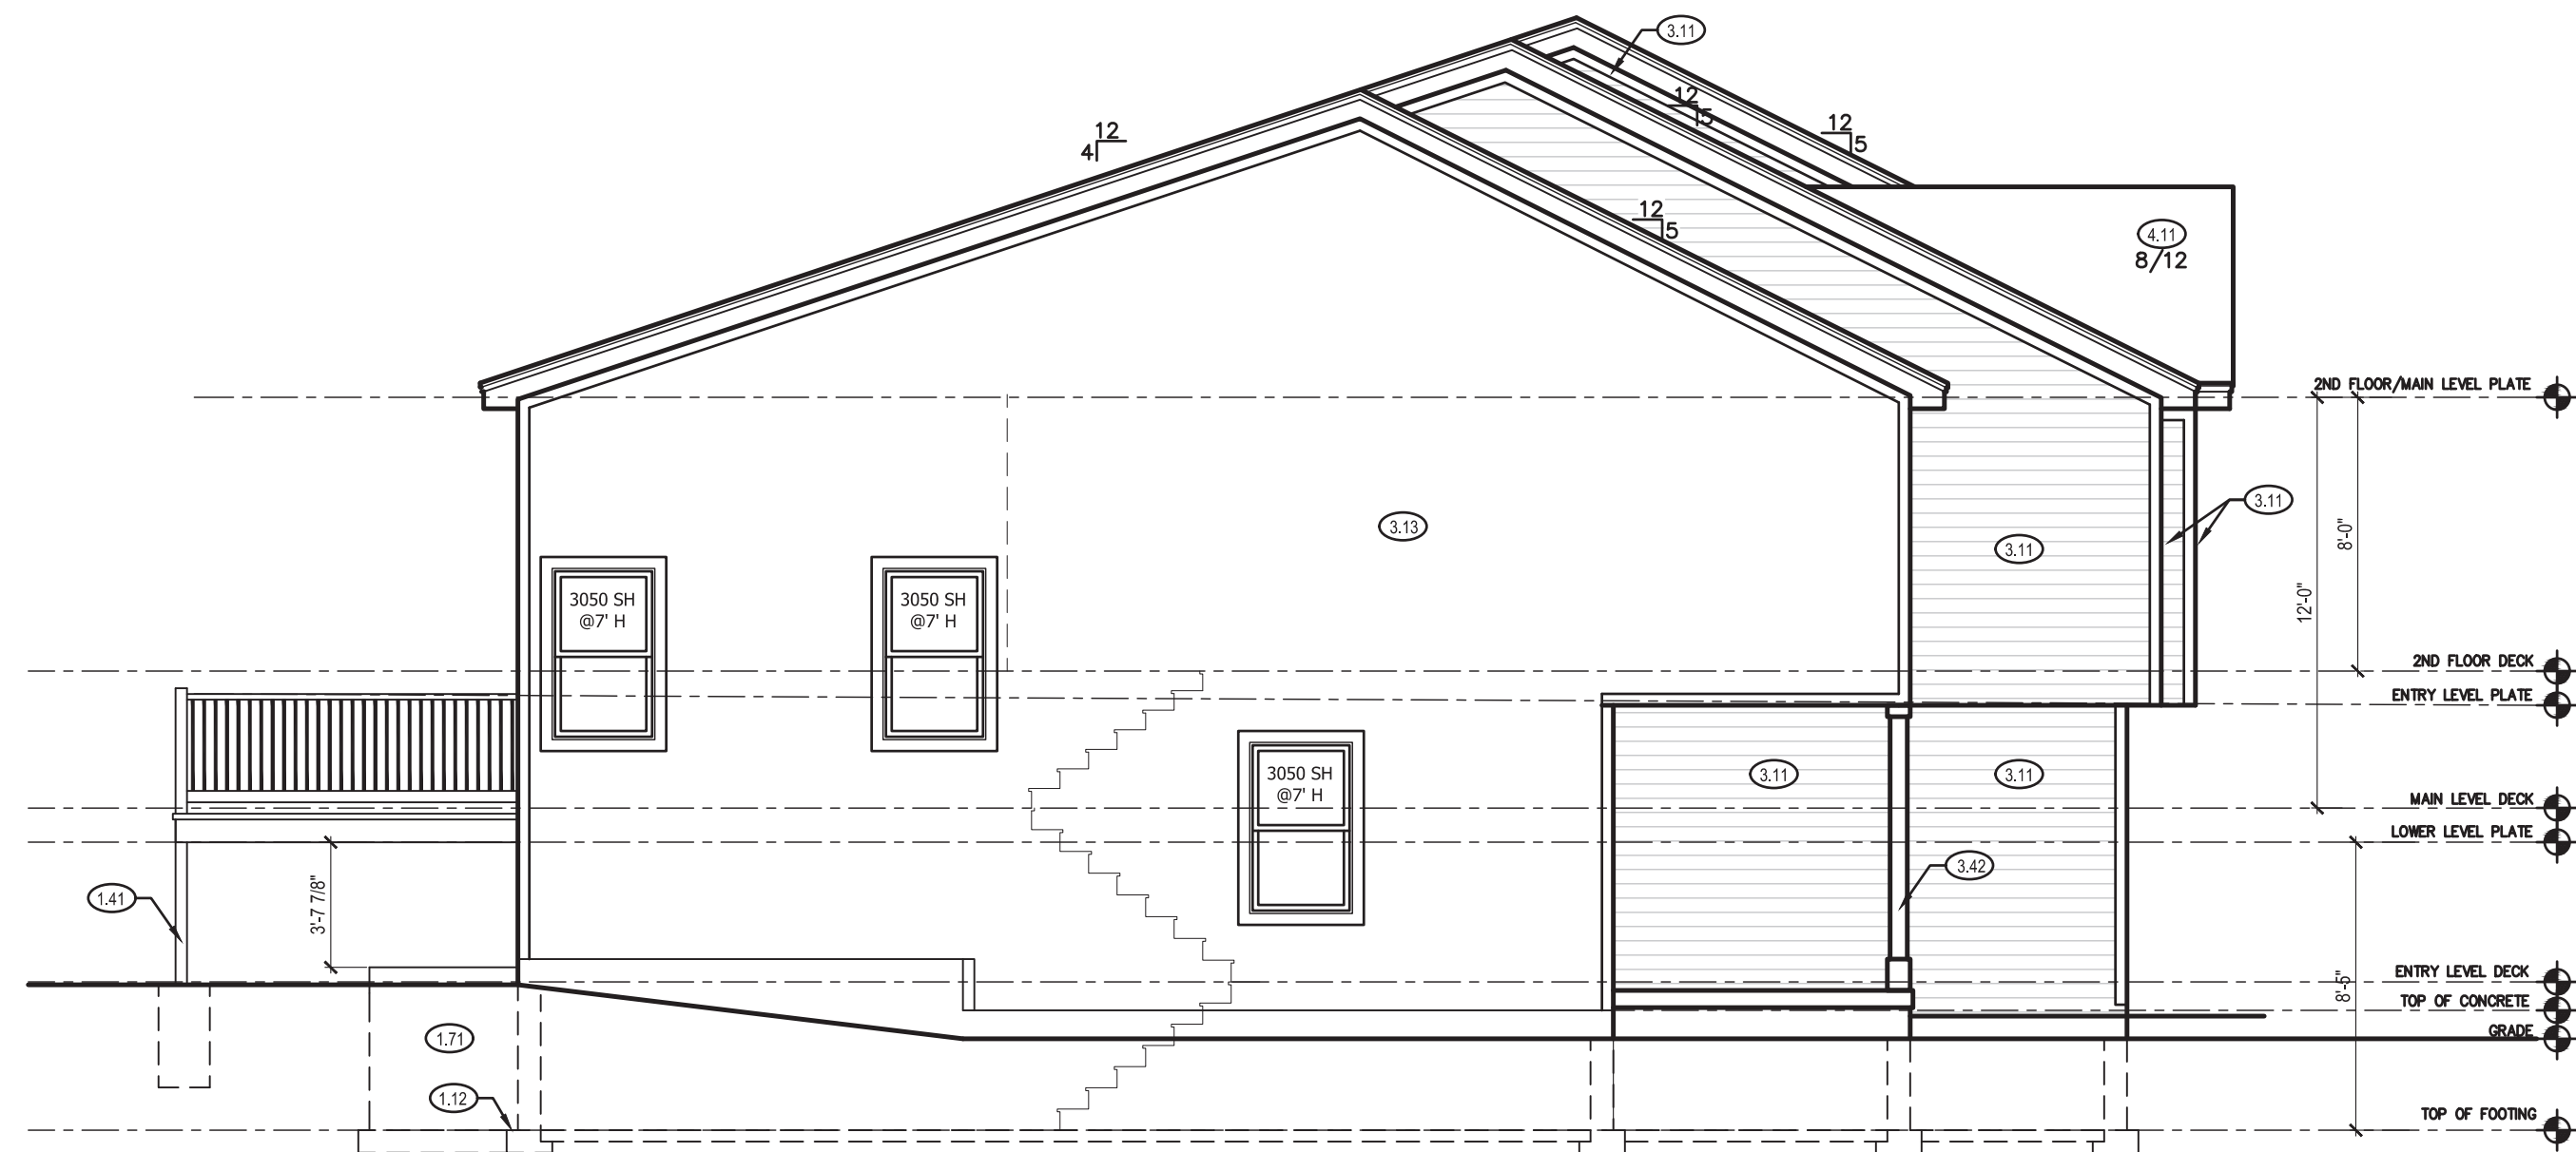 3.11
12
5
12
4
12
5
12
5
4.11
8/12
2ND FLOOR/MAIN LEVEL PLATE
3.11
3.13
8'-0"
3.11
12'-0"
3050 SH
@7' H
3050 SH
@7' H
2ND FLOOR DECK
ENTRY LEVEL PLATE
3050 SH
@7' H
3.11
3.11
MAIN LEVEL DECK
LOWER LEVEL PLATE
3.42
1.41
3'-7 7/8"
ENTRY LEVEL DECK
8'-5"
TOP OF CONCRETE
GRADE
1.71
1.12
TOP OF FOOTING